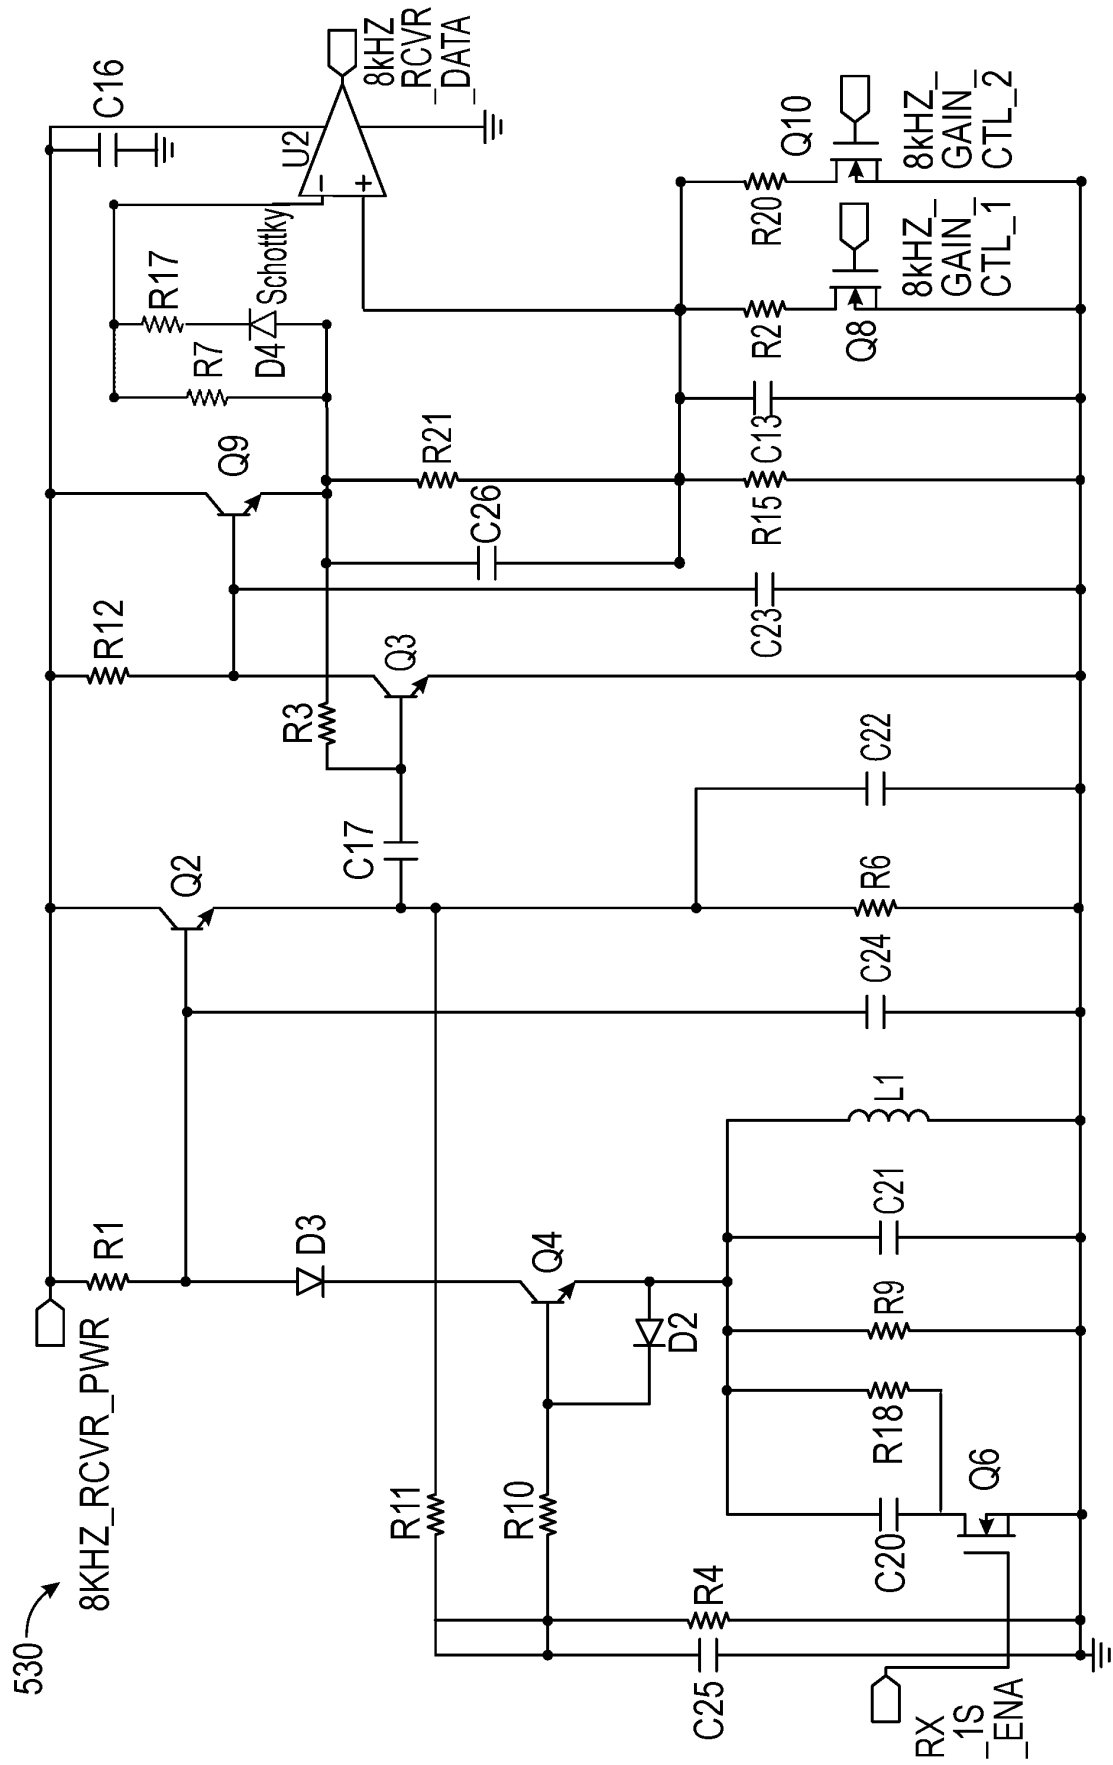 530
8KHZ_RCVR_PWR
R1
D3
Q2
R12
Q9
R7
R17
D4
Schottky
C16
U2
−
+
8kHZ
RCVR
_DATA
R3
C17
Q3
R21
C26
R11
R10
Q4
D2
C25
R4
C20
R18
R9
C21
L1
C24
R6
C22
C23
R15
C13
R2
R20
Q8
Q10
8kHZ_
GAIN_
CTL_1
8kHZ_
GAIN_
CTL_2
Q6
RX
_1S
_ENA